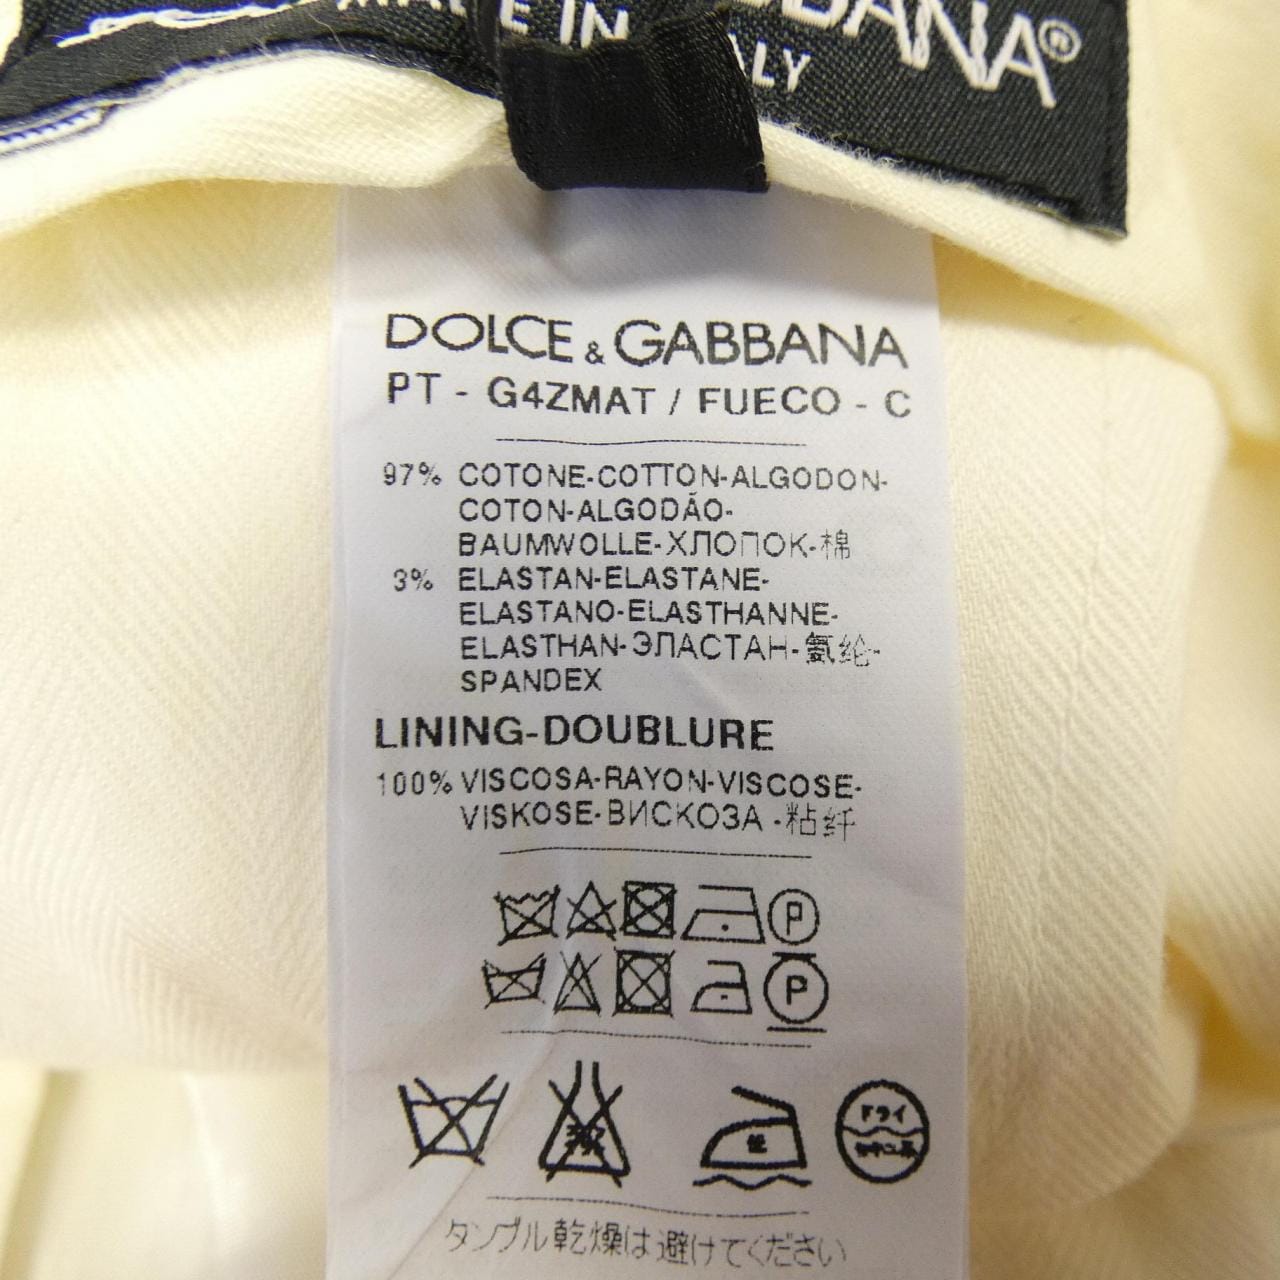 MADE IN ITALY
DOLCE & GABBANA
PT - G4ZMAT / FUECO - C
97% COTONE-COTTON-ALGODON-
COTON-ALGODÃO-
BAUMWOLLE-ХЛОПОК-棉
3% ELASTAN-ELASTANE-
ELASTANO-ELASTHANNE-
ELASTHAN-ЭЛАСТАН-氨纶-
SPANDEX
LINING-DOUBLURE
100% VISCOSA-RAYON-VISCOSE-
VISKOSE-ВИСКОЗА -粘纤
P
P
低
ドライ
タンブル乾燥は避けてください